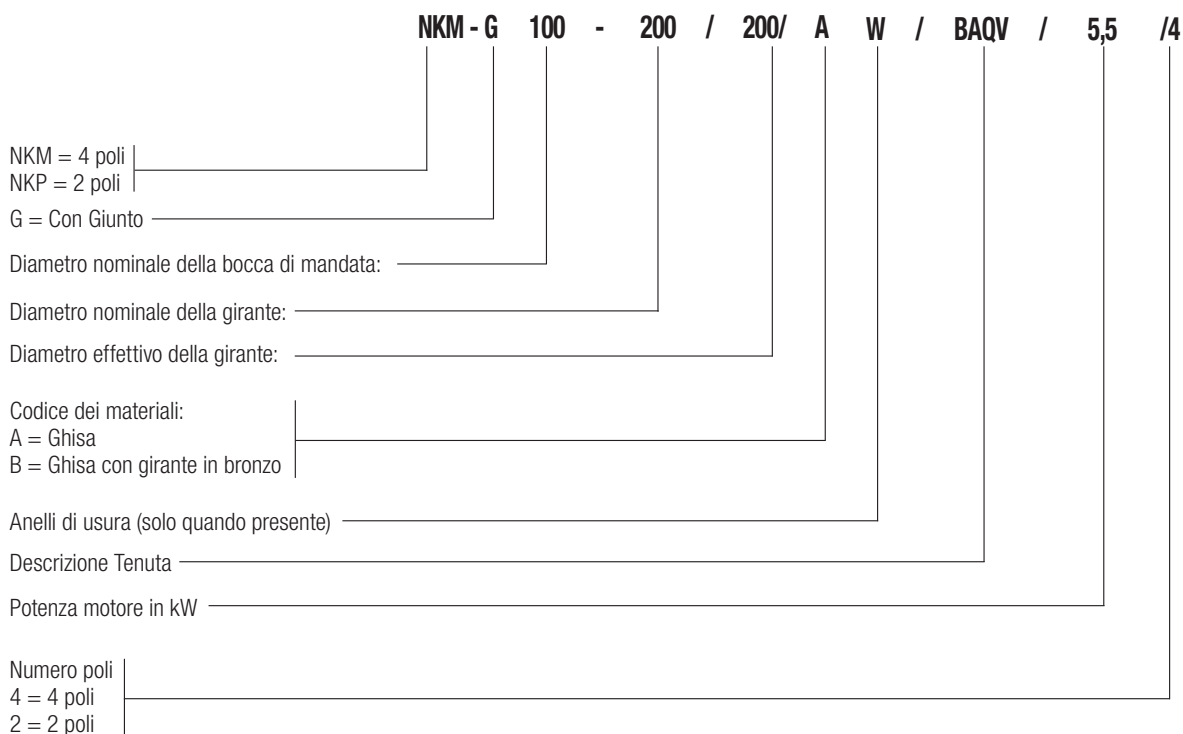 NKM - G 100 - 200 / 200/ A W / BAQV / 5,5 /4
NKM = 4 poli
NKP = 2 poli
G = Con Giunto
Diametro nominale della bocca di mandata:
Diametro nominale della girante:
Diametro effettivo della girante:
Codice dei materiali:
A = Ghisa
B = Ghisa con girante in bronzo
Anelli di usura (solo quando presente)
Descrizione Tenuta
Potenza motore in kW
Numero poli
4 = 4 poli
2 = 2 poli